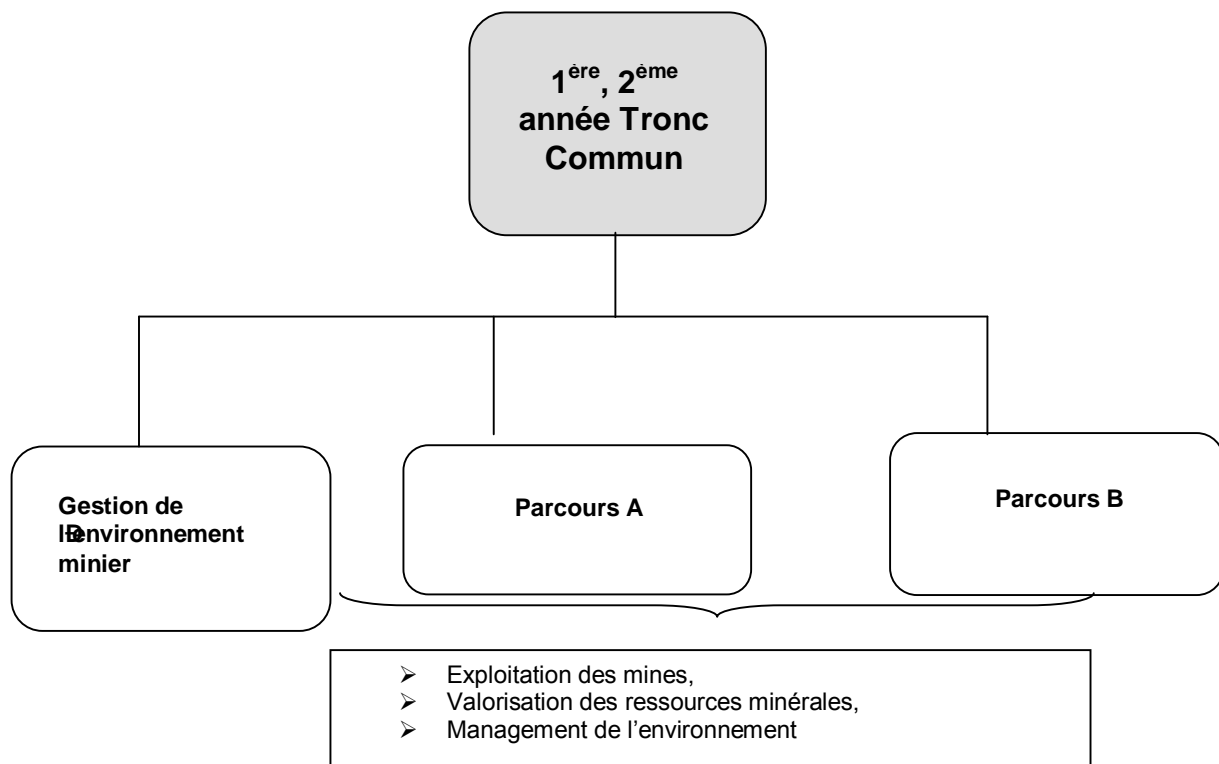 1ère, 2ème
année Tronc
Commun
Gestion de
l'environnement
minier
Parcours A
Parcours B
➢ Exploitation des mines,
➢ Valorisation des ressources minérales,
➢ Management de l’environnement